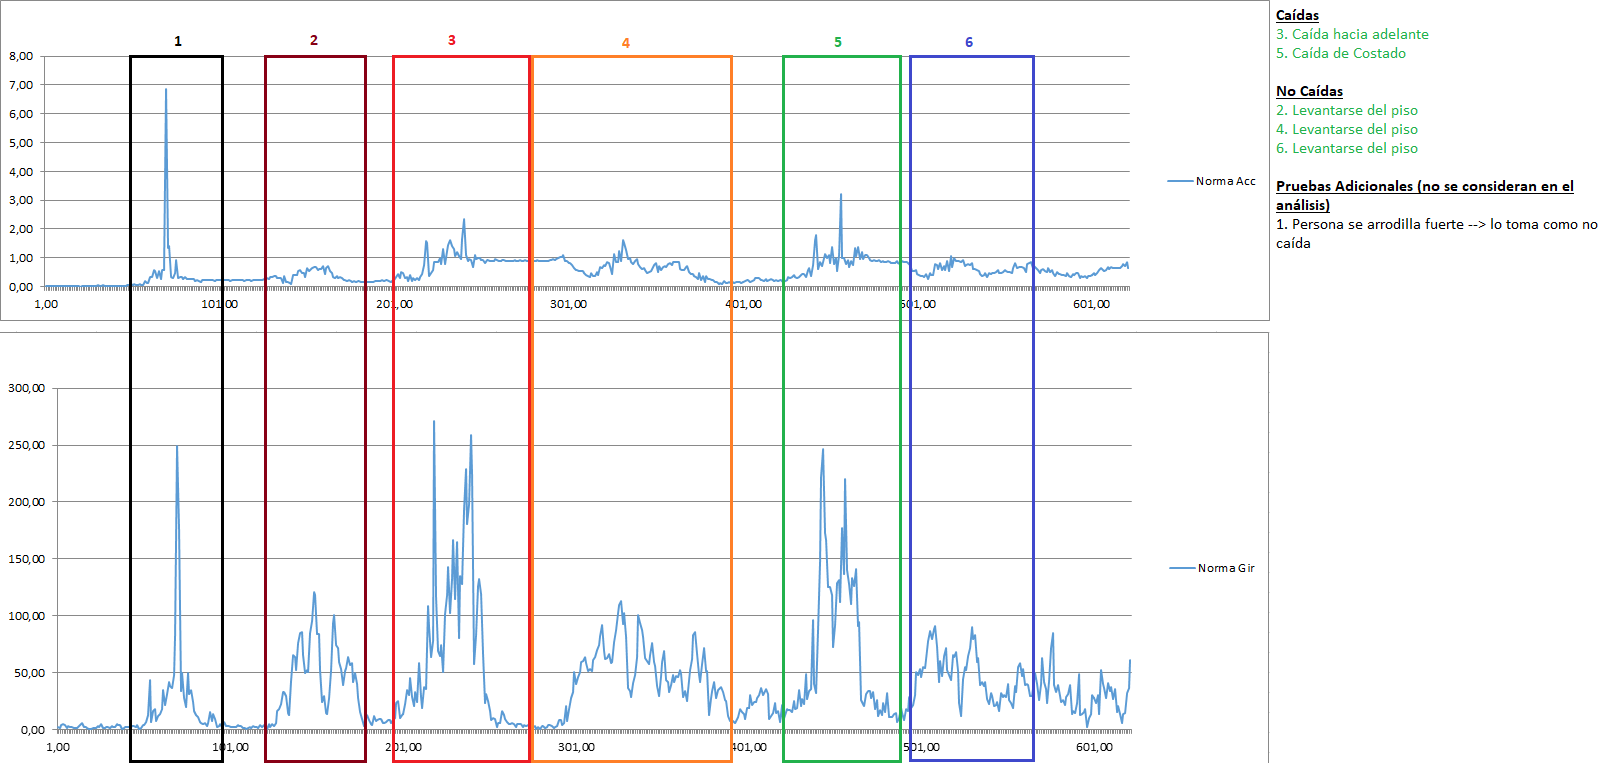 1
2
3
4
5
6
8,00
7,00
6,00
5,00
4,00
3,00
2,00
1,00
0,00
1,00
101,00
201,00
301,00
401,00
501,00
601,00
Norma Acc
Caídas
3. Caída hacia adelante
5. Caída de Costado
No Caídas
2. Levantarse del piso
4. Levantarse del piso
6. Levantarse del piso
Pruebas Adicionales (no se consideran en el
análisis)
1. Persona se arrodilla fuerte --> lo toma como no
caída
300,00
250,00
200,00
150,00
100,00
50,00
0,00
1,00
101,00
201,00
301,00
401,00
501,00
601,00
Norma Gir